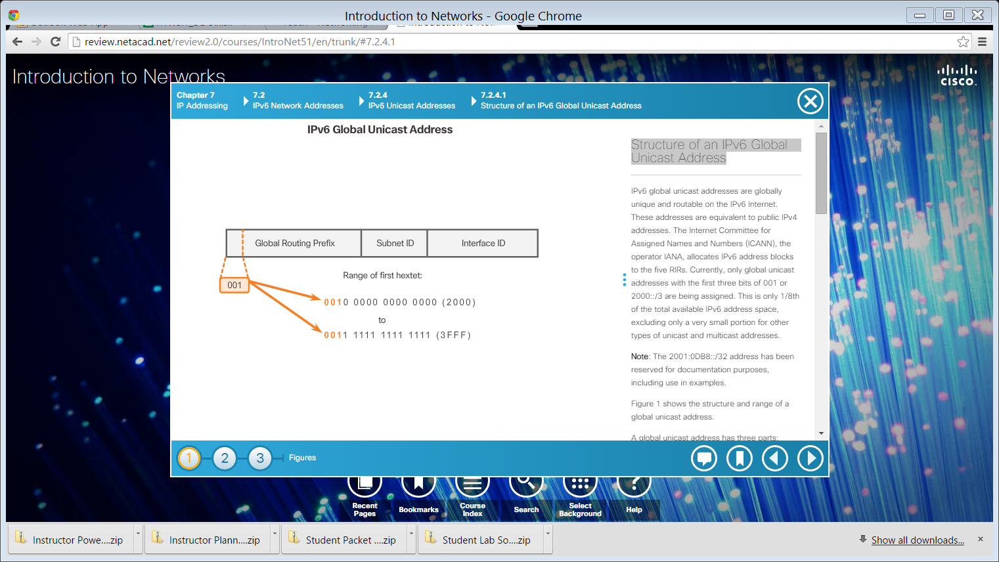 Introduction to Networks - Google Chrome
review.netacad.net/review2.0/courses/IntroNet51/en/trunk/#7.2.4.1
Introduction to Networks
CISCO
Chapter 7
IP Addressing
7.2
IPv6 Network Addresses
7.2.4
IPv6 Unicast Addresses
7.2.4.1
Structure of an IPv6 Global Unicast Address
IPv6 Global Unicast Address
Global Routing Prefix
Subnet ID
Interface ID
001
Range of first hextet:
0010 0000 0000 0000 (2000)
to
0011 1111 1111 1111 (3FFF)
Structure of an IPv6 Global
Unicast Address
IPv6 global unicast addresses are globally
unique and routable on the IPv6 Internet.
These addresses are equivalent to public IPv4
addresses. The Internet Committee for
Assigned Names and Numbers (ICANN), the
operator IANA, allocates IPv6 address blocks
to the five RIRs. Currently, only global unicast
addresses with the first three bits of 001 or
2000::/3 are being assigned. This is only 1/8th
of the total available IPv6 address space,
excluding only a very small portion for other
types of unicast and multicast addresses.
Note: The 2001:0DB8::/32 address has been
reserved for documentation purposes,
including use in examples.
Figure 1 shows the structure and range of a
global unicast address.
A global unicast address has three parts:
1
2
3
Figures
Recent
Pages
Bookmarks
Course
Index
Search
Select
Background
Help
Instructor Powe....zip
Instructor Plann....zip
Student Packet ....zip
Student Lab So....zip
Show all downloads...